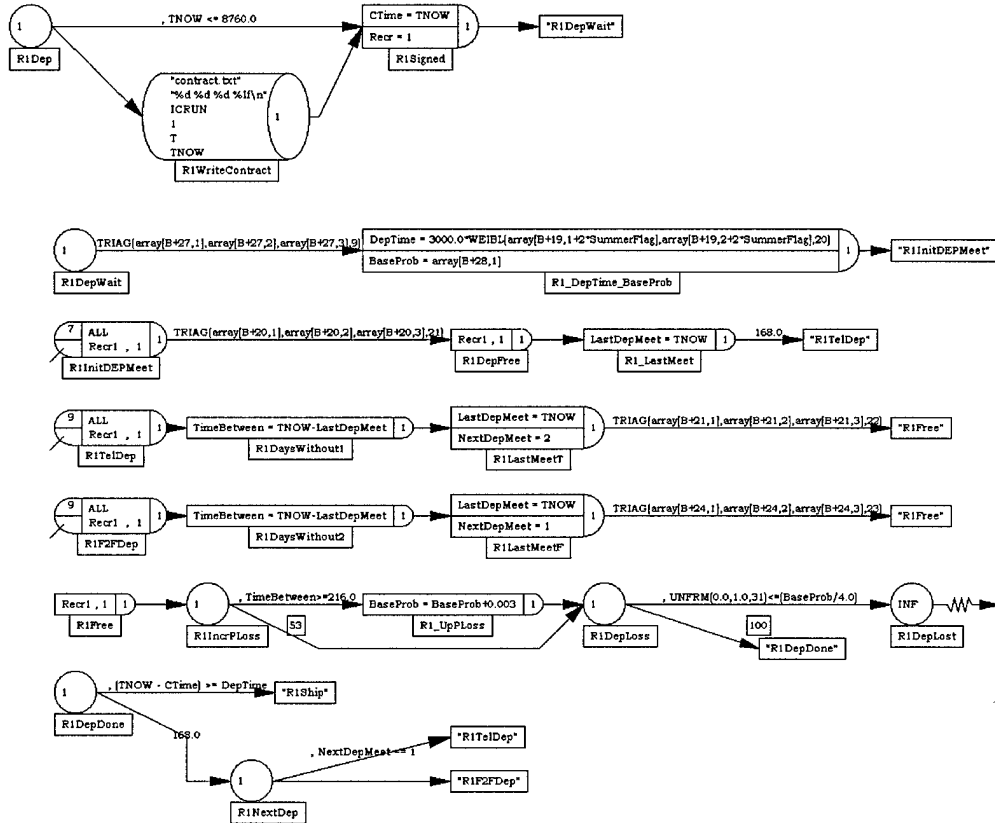 1
, TNOW <= 8760.0
CTime = TNOW
Recr = 1
1
"R1DepWait"
R1Dep
R1Signed
"contract.txt"
"%d %d %d %lf\n"
ICRUN
1
T
TNOW
1
R1WriteContract
1
TRIAG[array[B+27,1],array[B+27,2],array[B+27,3],9]
DepTime = 3000.0*WEIBL[array[B+19,1+2*SummerFlag],array[B+19,2+2*SummerFlag],20]
BaseProb = array[B+28,1]
1
"R1InitDEPMeet"
R1DepWait
R1_DepTime_BaseProb
7
ALL
Recr1 , 1
1
TRIAG[array[B+20,1],array[B+20,2],array[B+20,3],21]
Recr1 , 1
1
LastDepMeet = TNOW
1
168.0
"R1TelDep"
R1InitDEPMeet
R1DepFree
R1_LastMeet
9
ALL
Recr1 , 1
1
TimeBetween = TNOW-LastDepMeet
1
LastDepMeet = TNOW
NextDepMeet = 2
1
TRIAG[array[B+21,1],array[B+21,2],array[B+21,3],22]
"R1Free"
R1TelDep
R1DaysWithout1
R1LastMeetT
9
ALL
Recr1 , 1
1
TimeBetween = TNOW-LastDepMeet
1
LastDepMeet = TNOW
NextDepMeet = 1
1
TRIAG[array[B+24,1],array[B+24,2],array[B+24,3],23]
"R1Free"
R1F2FDep
R1DaysWithout2
R1LastMeetF
Recr1 , 1
1
1
, TimeBetween>=216.0
BaseProb = BaseProb+0.003
1
1
, UNFRM[0.0,1.0,31]<=[BaseProb/4.0]
INF
R1Free
R1IncrPLoss
53
R1_UpPLoss
R1DepLoss
100
"R1DepDone"
R1DepLost
1
, [TNOW - CTime] >= DepTime
"R1Ship"
R1DepDone
168.0
1
, NextDepMeet == 1
"R1TelDep"
"R1F2FDep"
R1NextDep